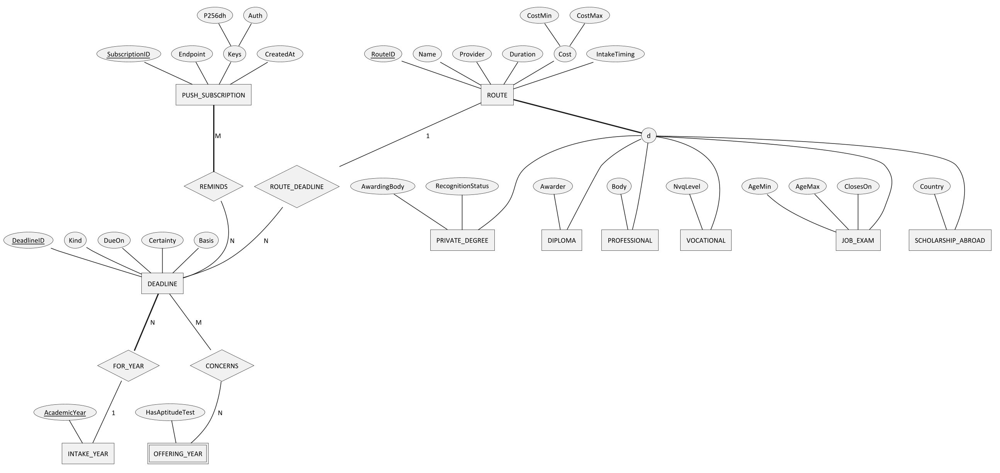 P256dh
Auth
CostMin
CostMax
SubscriptionID
Endpoint
Keys
CreatedAt
RouteID
Name
Provider
Duration
Cost
IntakeTiming
PUSH_SUBSCRIPTION
ROUTE
M
1
d
REMINDS
ROUTE_DEADLINE
AwardingBody
RecognitionStatus
Awarder
Body
NvqLevel
AgeMin
AgeMax
ClosesOn
Country
DeadlineID
Kind
DueOn
Certainty
Basis
N
N
PRIVATE_DEGREE
DIPLOMA
PROFESSIONAL
VOCATIONAL
JOB_EXAM
SCHOLARSHIP_ABROAD
DEADLINE
N
M
FOR_YEAR
CONCERNS
AcademicYear
1
HasAptitudeTest
N
INTAKE_YEAR
OFFERING_YEAR